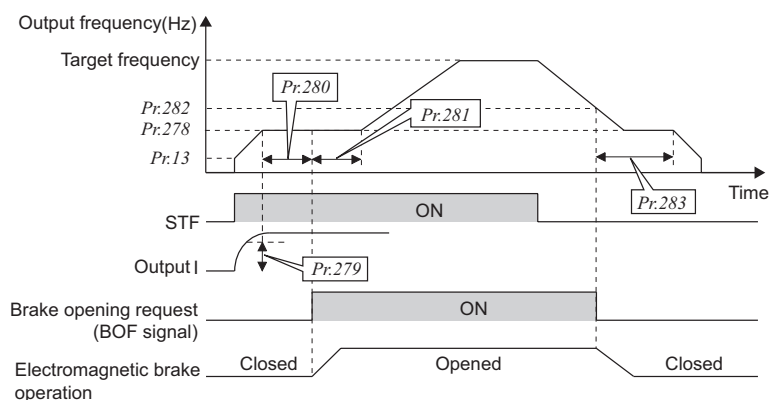 Output frequency(Hz)
Target frequency
Pr.280
Pr.282
Pr.281
Pr.278
Pr.13
Time
Pr.283
STF
ON
Output I
Pr.279
Brake opening request
(BOF signal)
ON
Electromagnetic brake
operation
Closed
Opened
Closed